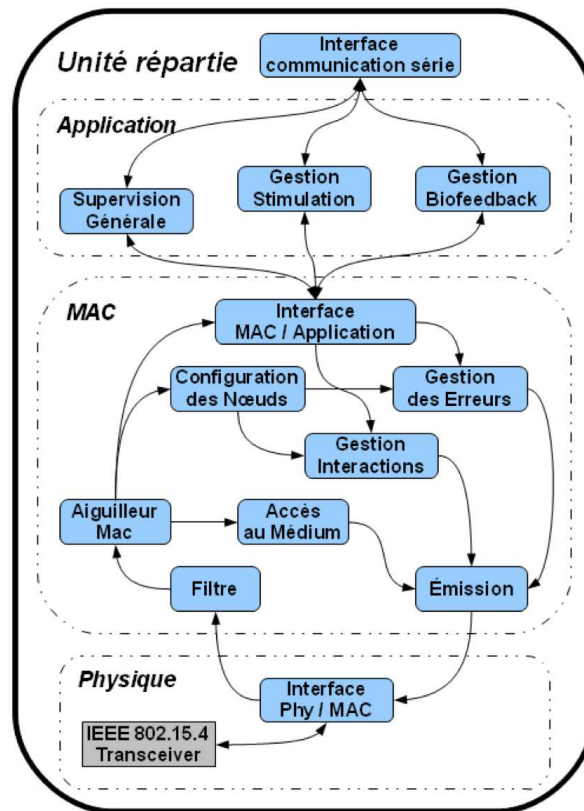 Unité répartie
Interface
communication série
Application
Supervision
Générale
Gestion
Stimulation
Gestion
Biofeedback
MAC
Interface
MAC / Application
Configuration
des Nœuds
Gestion
des Erreurs
Gestion
Interactions
Aiguilleur
Mac
Accès
au Médium
Filtre
Émission
Physique
Interface
Phy / MAC
IEEE 802.15.4
Transceiver